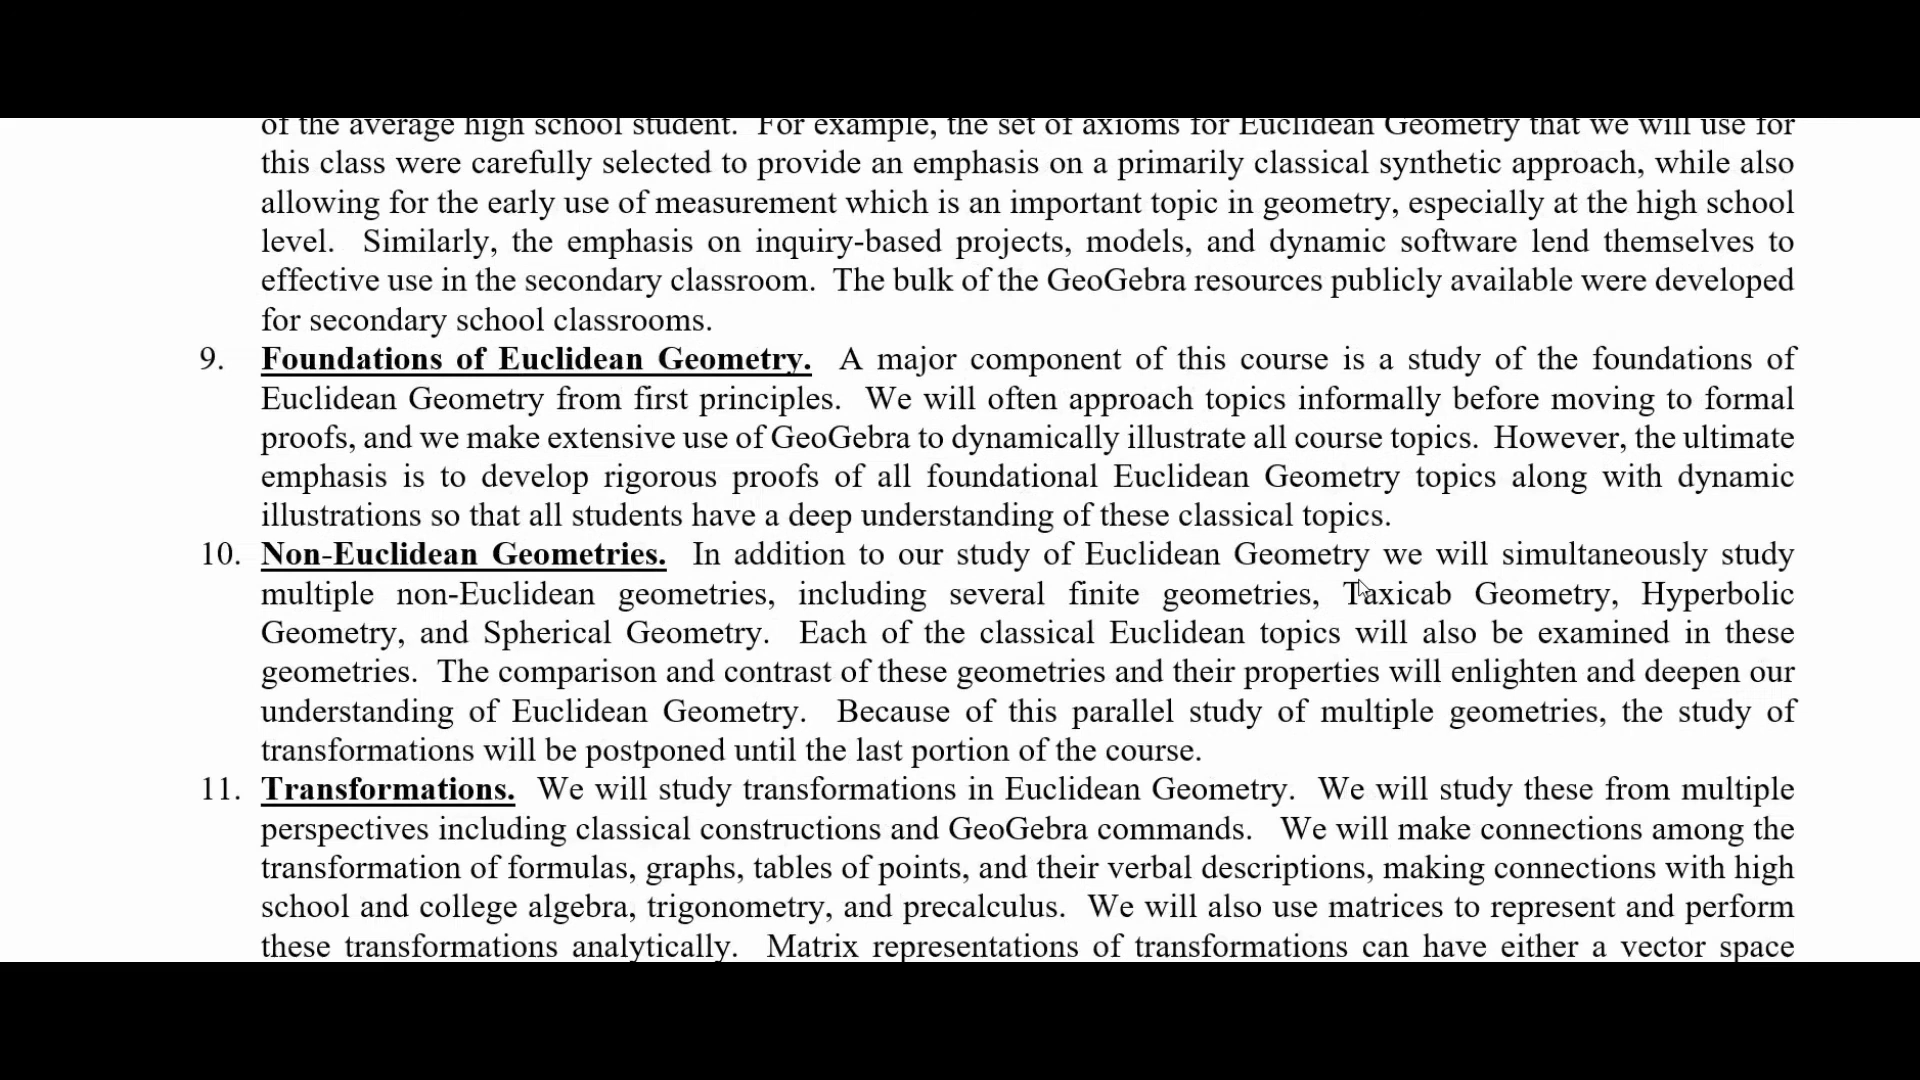 of the average high school student. For example, the set of axioms for Euclidean Geometry that we will use for
this class were carefully selected to provide an emphasis on a primarily classical synthetic approach, while also
allowing for the early use of measurement which is an important topic in geometry, especially at the high school
level. Similarly, the emphasis on inquiry-based projects, models, and dynamic software lend themselves to
effective use in the secondary classroom. The bulk of the GeoGebra resources publicly available were developed
for secondary school classrooms.
9. Foundations of Euclidean Geometry. A major component of this course is a study of the foundations of
Euclidean Geometry from first principles. We will often approach topics informally before moving to formal
proofs, and we make extensive use of GeoGebra to dynamically illustrate all course topics. However, the ultimate
emphasis is to develop rigorous proofs of all foundational Euclidean Geometry topics along with dynamic
illustrations so that all students have a deep understanding of these classical topics.
10. Non-Euclidean Geometries. In addition to our study of Euclidean Geometry we will simultaneously study
multiple non-Euclidean geometries, including several finite geometries, Taxicab Geometry, Hyperbolic
Geometry, and Spherical Geometry. Each of the classical Euclidean topics will also be examined in these
geometries. The comparison and contrast of these geometries and their properties will enlighten and deepen our
understanding of Euclidean Geometry. Because of this parallel study of multiple geometries, the study of
transformations will be postponed until the last portion of the course.
11. Transformations. We will study transformations in Euclidean Geometry. We will study these from multiple
perspectives including classical constructions and GeoGebra commands. We will make connections among the
transformation of formulas, graphs, tables of points, and their verbal descriptions, making connections with high
school and college algebra, trigonometry, and precalculus. We will also use matrices to represent and perform
these transformations analytically. Matrix representations of transformations can have either a vector space